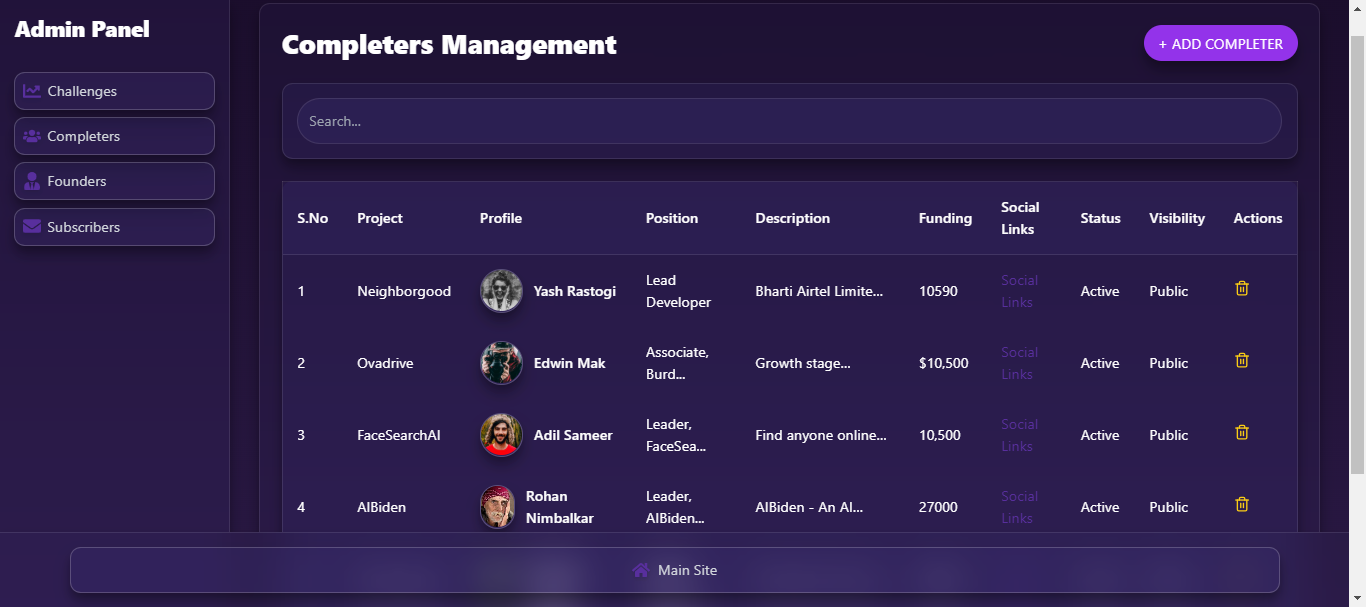 Admin Panel
Challenges
Completers
Founders
Subscribers
Completers Management
+ ADD COMPLETER
Search...
S.No Project Profile Position Description Funding Social Links Status Visibility Actions
1 Neighborgood Yash Rastogi Lead Developer Bharti Airtel Limite... 10590 Social Links Active Public
2 Ovadrive Edwin Mak Associate, Burd... Growth stage... $10,500 Social Links Active Public
3 FaceSearchAI Adil Sameer Leader, FaceSea... Find anyone online... 10,500 Social Links Active Public
4 AIBiden Rohan Nimbalkar Leader, AIBiden... AIBiden - An AI... 27000 Social Links Active Public
Main Site